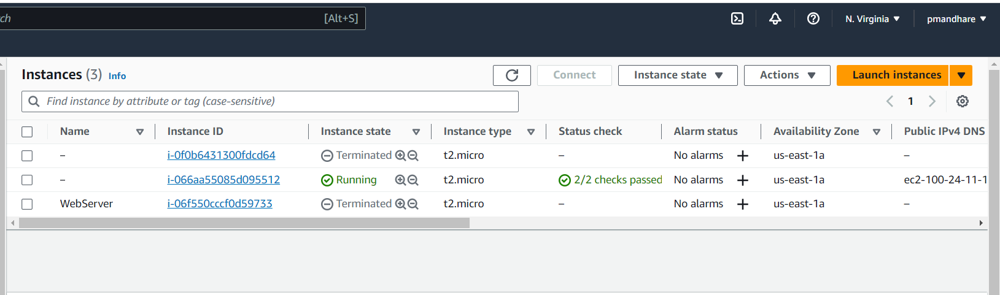 [Alt+S] N. Virginia pmandhare
Instances (3) Info Connect Instance state Actions Launch instances
Find instance by attribute or tag (case-sensitive) 1
Name Instance ID Instance state Instance type Status check Alarm status Availability Zone Public IPv4 DNS
– i-0f0b6431300fdcd64 Terminated t2.micro – No alarms us-east-1a –
– i-066aa55085d095512 Running t2.micro 2/2 checks passed No alarms us-east-1a ec2-100-24-11-1
WebServer i-06f550cccf0d59733 Terminated t2.micro – No alarms us-east-1a –